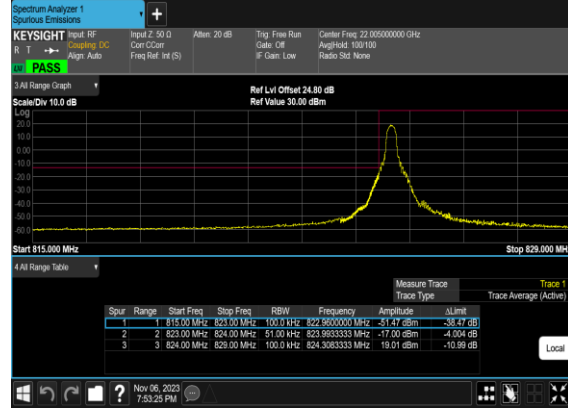 Spectrum Analyzer 1
Spurious Emissions
KEYSIGHT Input: RF Input Z: 50 Ω Atten: 20 dB Trig: Free Run Center Freq: 22.005000000 GHz
R T Coupling: DC Corr CCorr Gate: Off Avg|Hold: 100/100
Align: Auto Freq Ref: Int (S) IF Gain: Low Radio Std: None
PASS
3 All Range Graph Ref Lvl Offset 24.80 dB
Scale/Div 10.0 dB Ref Value 30.00 dBm
Log
20.0
10.0
0.00
-10.0
-20.0
-30.0
-40.0
-50.0
-60.0
Start 815.000 MHz Stop 829.000 MH
4 All Range Table
Measure Trace Trace 1
Trace Type Trace Average (Active)
Spur Range Start Freq Stop Freq RBW Frequency Amplitude ΔLimit
1 1 815.00 MHz 823.00 MHz 100.0 kHz 822.9600000 MHz -51.47 dBm -38.47 dB
2 2 823.00 MHz 824.00 MHz 51.00 kHz 823.9933333 MHz -17.00 dBm -4.004 dB
3 3 824.00 MHz 829.00 MHz 100.0 kHz 824.3083333 MHz 19.01 dBm -10.99 dB
Local
? Nov 06, 2023
7:53:25 PM